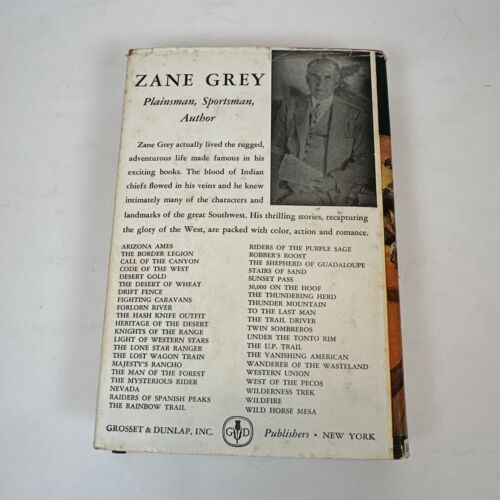 ZANE GREY
Plainsman, Sportsman,
Author
Zane Grey actually lived the rugged,
adventurous life made famous in his
exciting books. The blood of Indian
chiefs flowed in his veins and he knew
intimately many of the characters and
landmarks of the great Southwest. His thrilling stories, recapturing
the glory of the West, are packed with color, action and romance.
ARIZONA AMES
THE BORDER LEGION
CALL OF THE CANYON
CODE OF THE WEST
DESERT GOLD
THE DESERT OF WHEAT
DRIFT FENCE
FIGHTING CARAVANS
FORLORN RIVER
THE HASH KNIFE OUTFIT
HERITAGE OF THE DESERT
KNIGHTS OF THE RANGE
LIGHT OF WESTERN STARS
THE LONE STAR RANGER
THE LOST WAGON TRAIN
MAJESTY'S RANCHO
THE MAN OF THE FOREST
THE MYSTERIOUS RIDER
NEVADA
RAIDERS OF SPANISH PEAKS
THE RAINBOW TRAIL
RIDERS OF THE PURPLE SAGE
ROBBER'S ROOST
THE SHEPHERD OF GUADALOUPE
STAIRS OF SAND
SUNSET PASS
30,000 ON THE HOOF
THE THUNDERING HERD
THUNDER MOUNTAIN
TO THE LAST MAN
THE TRAIL DRIVER
TWIN SOMBREROS
UNDER THE TONTO RIM
THE U.P. TRAIL
THE VANISHING AMERICAN
WANDERER OF THE WASTELAND
WESTERN UNION
WEST OF THE PECOS
WILDERNESS TREK
WILDFIRE
WILD HORSE MESA
GROSSET & DUNLAP, INC. G D Publishers • NEW YORK